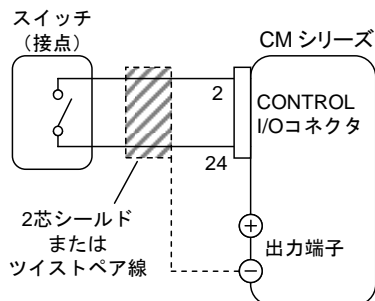 スイッチ
（接点）
CM シリーズ
2
CONTROL
I/Oコネクタ
24
2芯シールド
または
ツイストペア線
+
出力端子
−